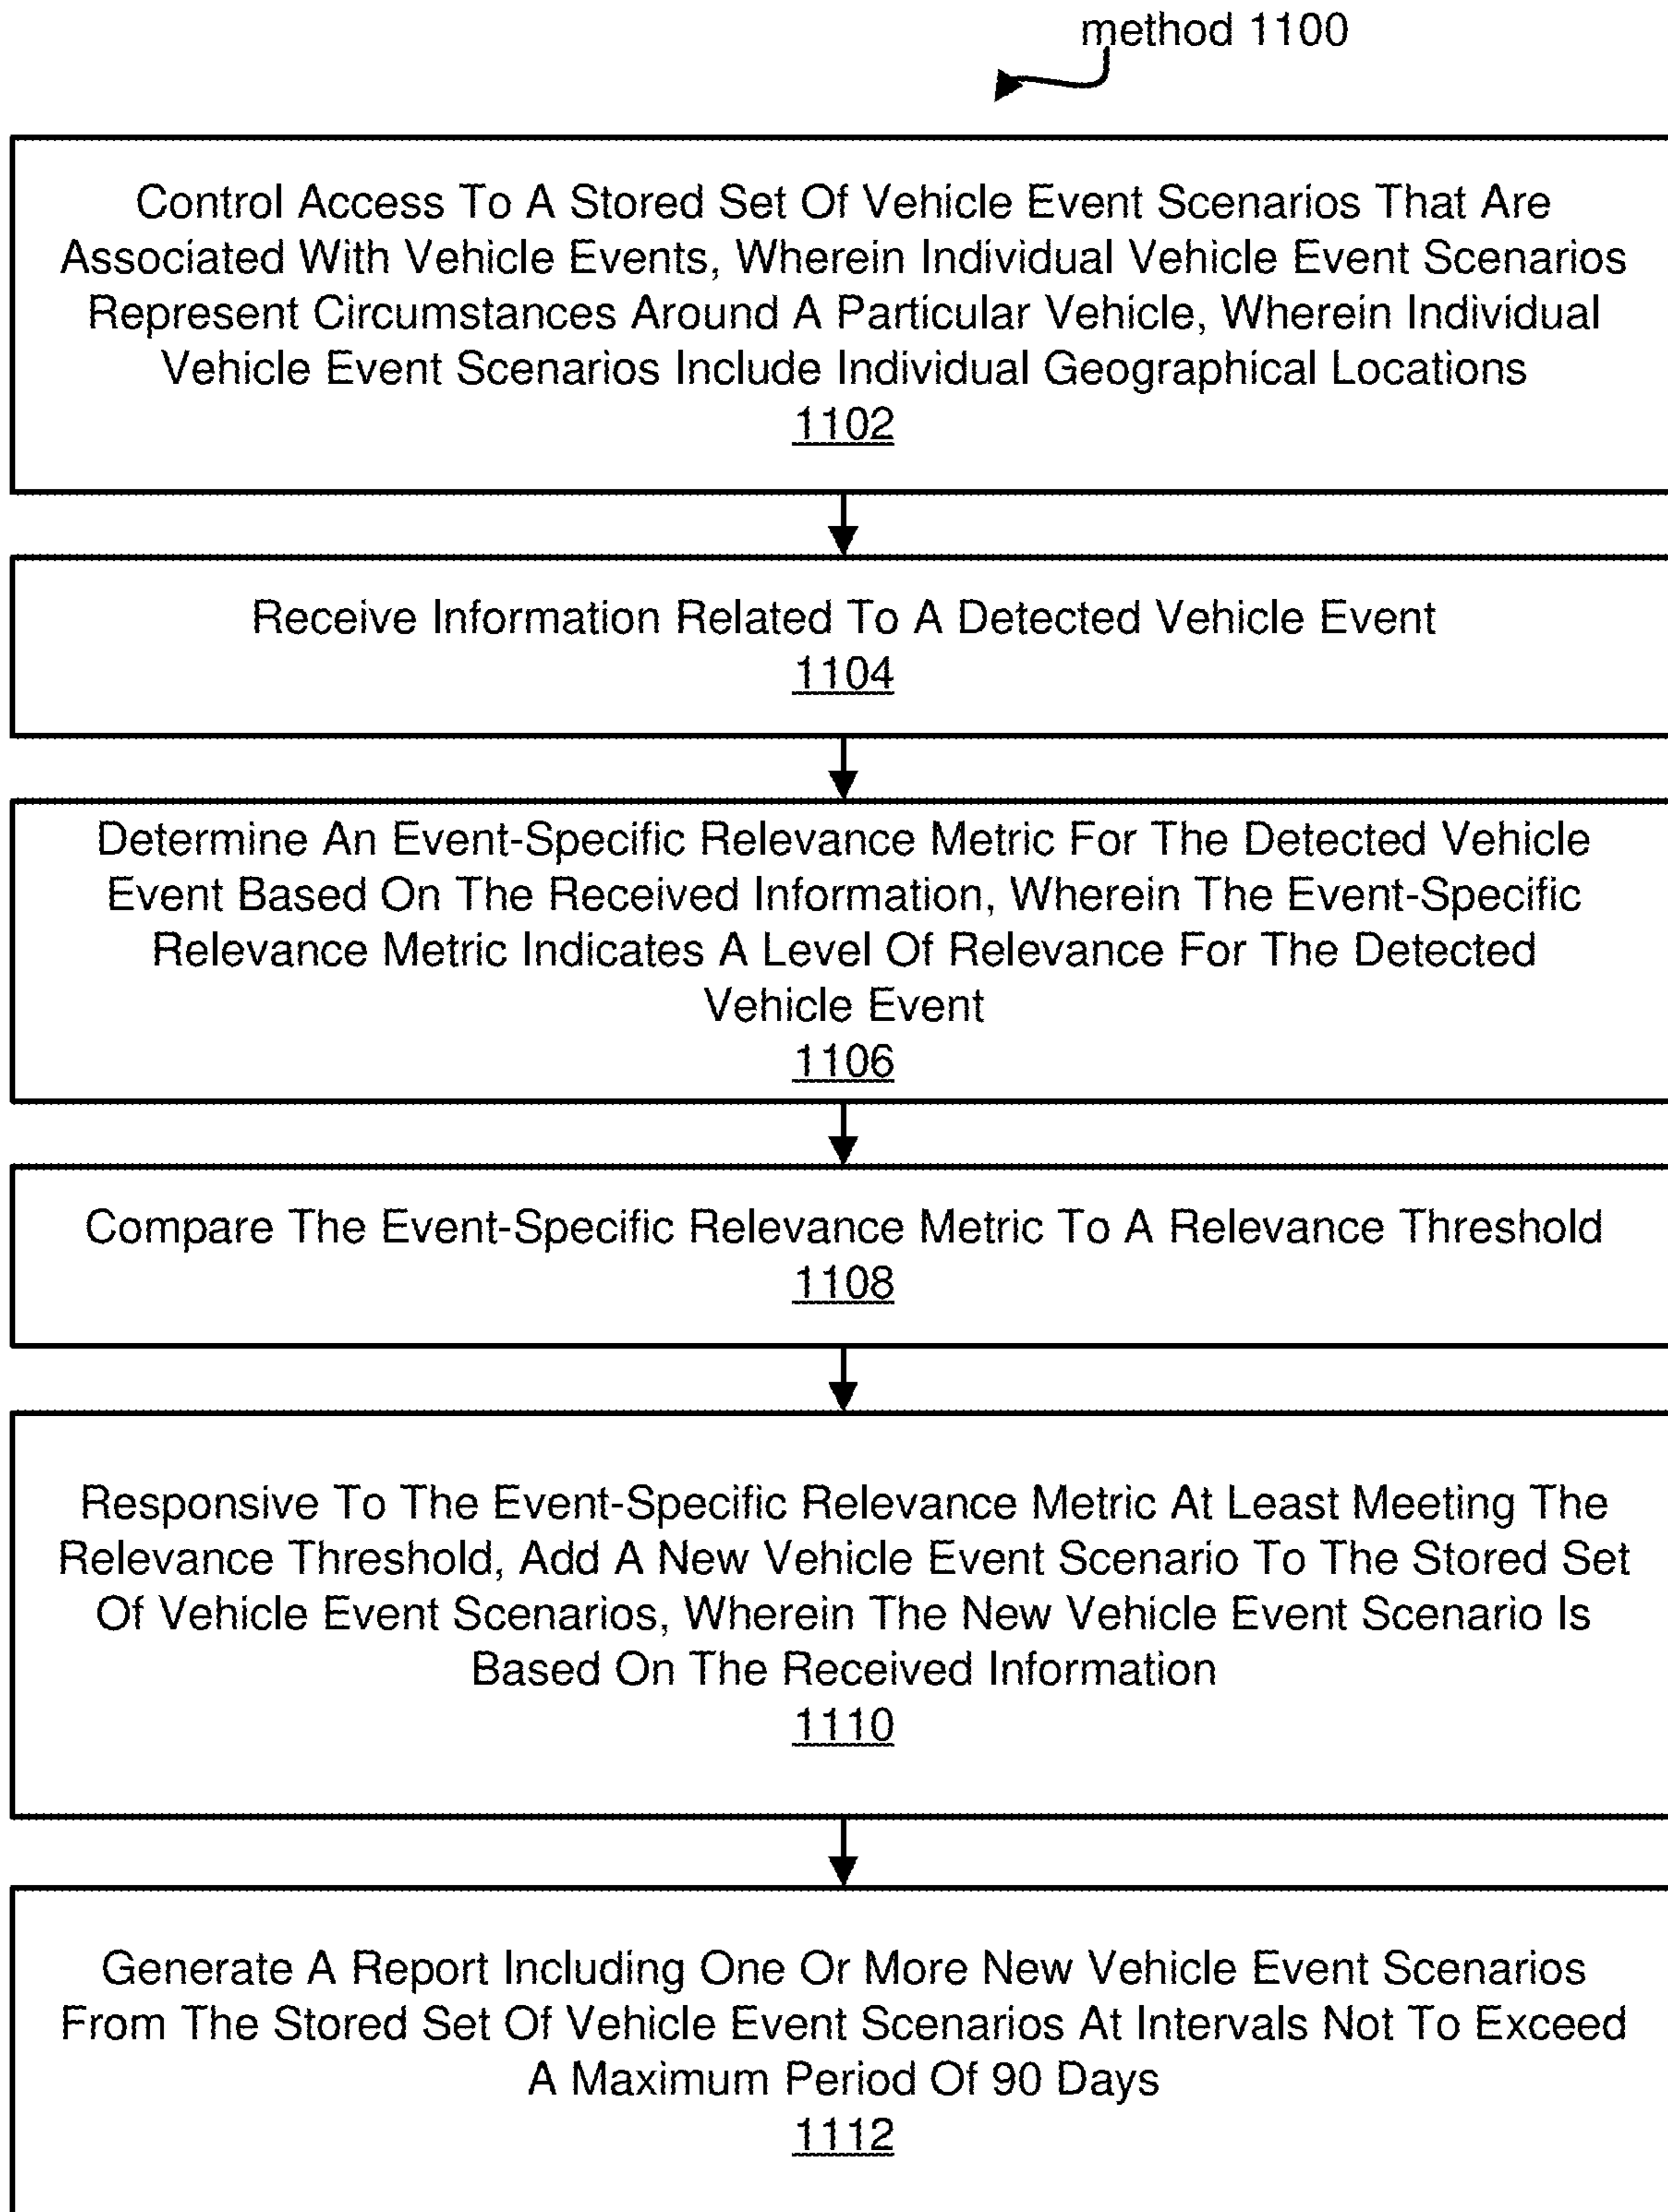 method 1100
Control Access To A Stored Set Of Vehicle Event Scenarios That Are
Associated With Vehicle Events, Wherein Individual Vehicle Event Scenarios
Represent Circumstances Around A Particular Vehicle, Wherein Individual
Vehicle Event Scenarios Include Individual Geographical Locations
1102
Receive Information Related To A Detected Vehicle Event
1104
Determine An Event-Specific Relevance Metric For The Detected Vehicle
Event Based On The Received Information, Wherein The Event-Specific
Relevance Metric Indicates A Level Of Relevance For The Detected
Vehicle Event
1106
Compare The Event-Specific Relevance Metric To A Relevance Threshold
1108
Responsive To The Event-Specific Relevance Metric At Least Meeting The
Relevance Threshold, Add A New Vehicle Event Scenario To The Stored Set
Of Vehicle Event Scenarios, Wherein The New Vehicle Event Scenario Is
Based On The Received Information
1110
Generate A Report Including One Or More New Vehicle Event Scenarios
From The Stored Set Of Vehicle Event Scenarios At Intervals Not To Exceed
A Maximum Period Of 90 Days
1112